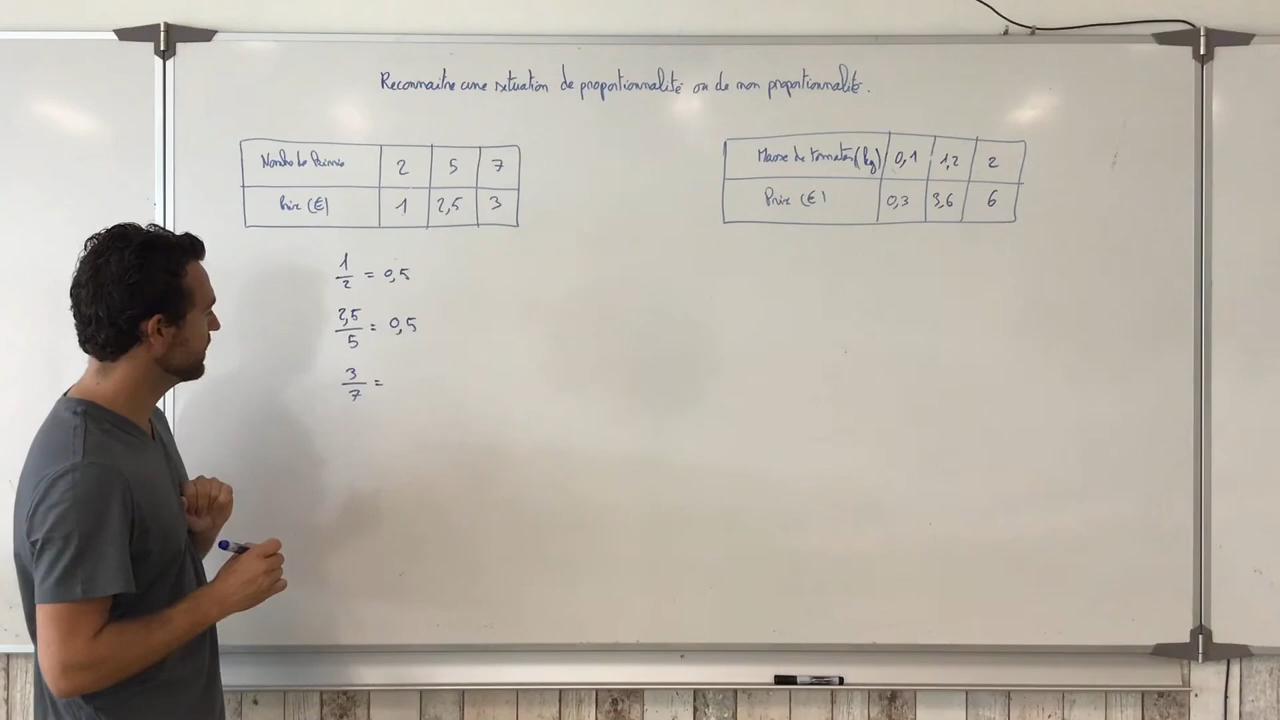 Reconnaitre une situation de proportionnalité ou de non proportionnalité.
Nombre de 2 5 7
Prix (€) 1 2,5 3
Masse de tomates (kg) 0,1 1,2 2
Prix (€) 0,3 3,6 6
1/2 = 0,5
2,5/5 = 0,5
3/7 =